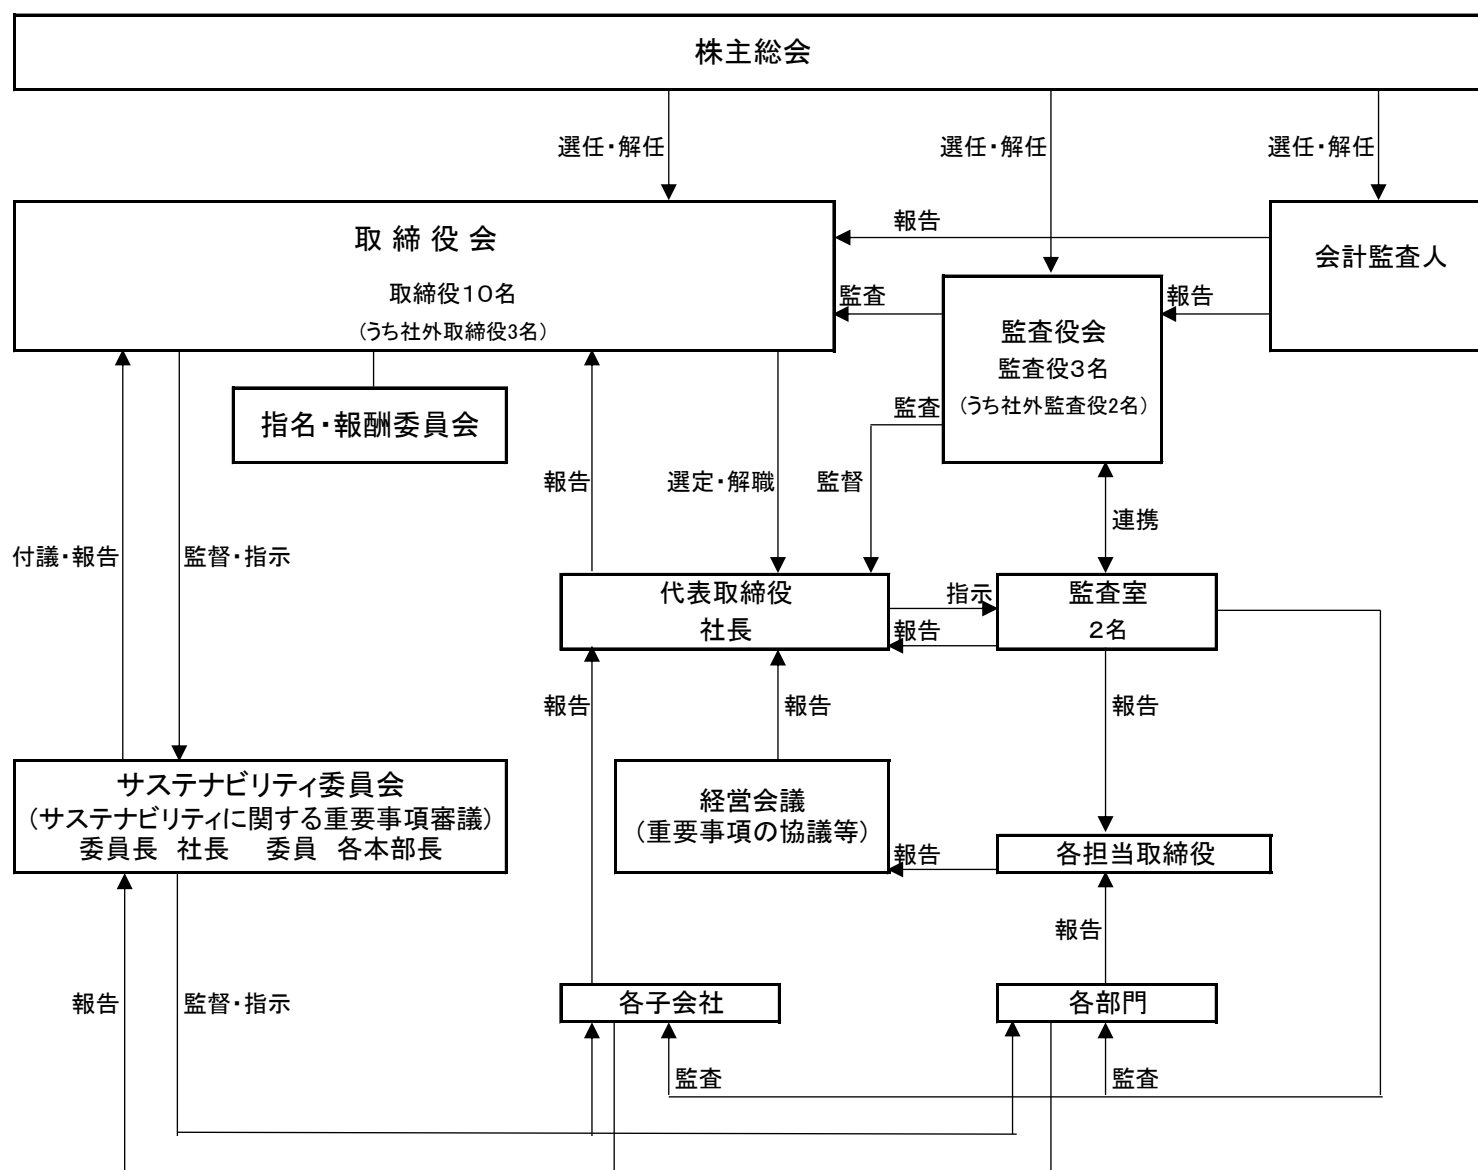 株主総会
選任・解任
選任・解任
選任・解任
取締役会
取締役10名
(うち社外取締役3名)
報告
会計監査人
監査
報告
監査役会
監査役3名
(うち社外監査役2名)
指名・報酬委員会
監査
報告
選定・解職
監督
連携
付議・報告
監督・指示
代表取締役
社長
指示
報告
監査室
2名
報告
報告
報告
サステナビリティ委員会
(サステナビリティに関する重要事項審議)
委員長 社長 委員 各本部長
経営会議
(重要事項の協議等)
報告
各担当取締役
報告
報告
監督・指示
各子会社
各部門
監査
監査